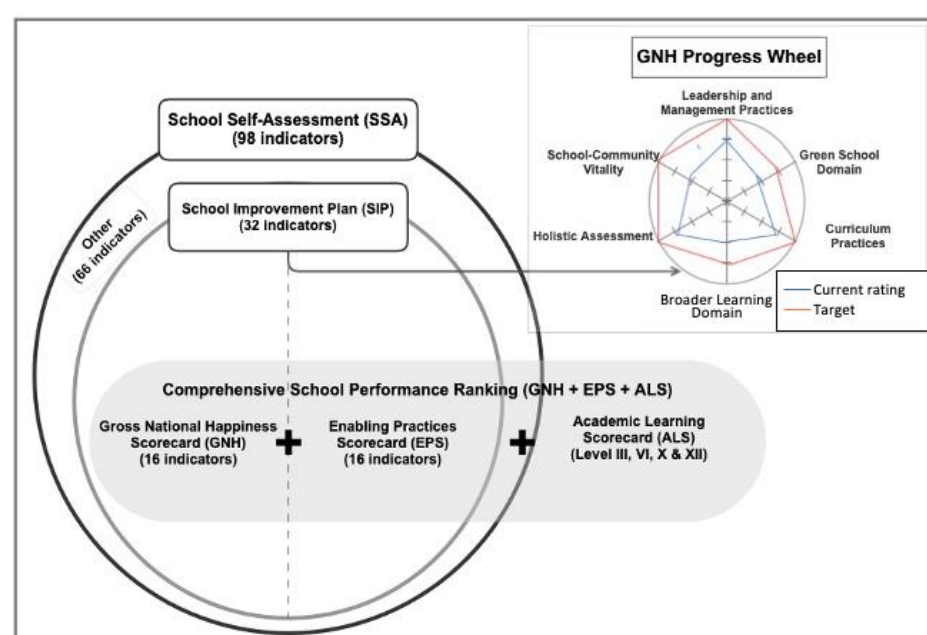 GNH Progress Wheel
Leadership and
Management Practices
School-Community
Vitality
Green School
Domain
Holistic Assessment
Curriculum
Practices
Broader Learning
Domain
Current rating
Target
School Self-Assessment (SSA)
(98 indicators)
Other
(66 indicators)
School Improvement Plan (SIP)
(32 indicators)
Comprehensive School Performance Ranking (GNH + EPS + ALS)
Gross National Happiness
Scorecard (GNH)
(16 indicators)
+
Enabling Practices
Scorecard (EPS)
(16 indicators)
+
Academic Learning
Scorecard (ALS)
(Level III, VI, X & XII)